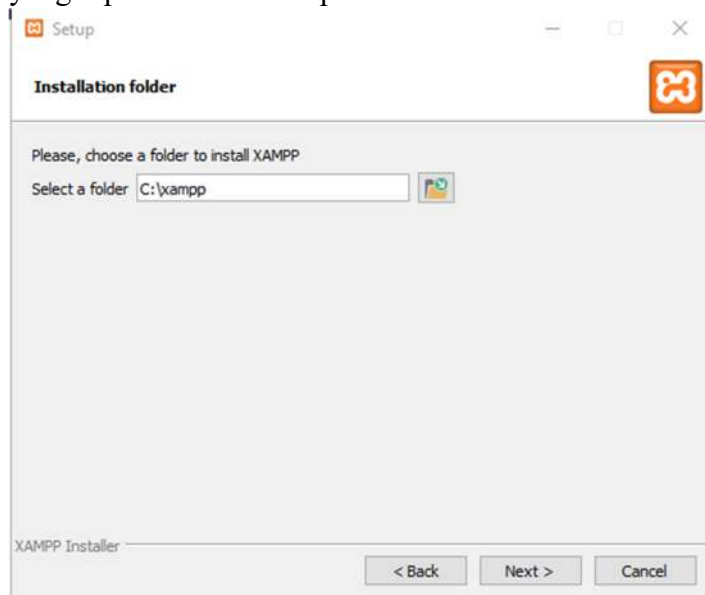 Setup
Installation folder
Please, choose a folder to install XAMPP
Select a folder C:\xampp
XAMPP Installer
< Back Next > Cancel